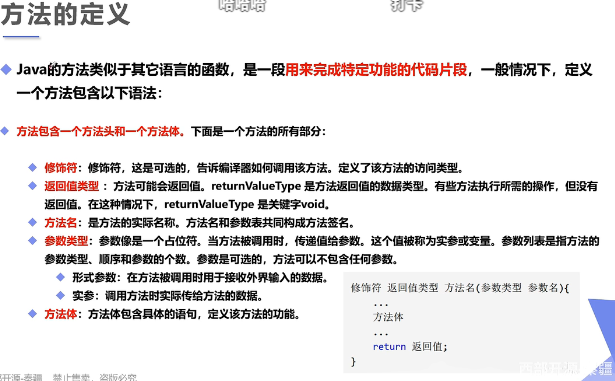 方法的定义
哈哈哈
打卡
Java的方法类似于其它语言的函数，是一段用来完成特定功能的代码片段，一般情况下，定义
一个方法包含以下语法：
方法包含一个方法头和一个方法体。下面是一个方法的所有部分：
修饰符：修饰符，这是可选的，告诉编译器如何调用该方法。定义了该方法的访问类型。
返回值类型 ：方法可能会返回值。returnValueType 是方法返回值的数据类型。有些方法执行所需的操作，但没有
返回值。在这种情况下，returnValueType 是关键字void。
方法名：是方法的实际名称。方法名和参数表共同构成方法签名。
参数类型：参数像是一个占位符。当方法被调用时，传递值给参数。这个值被称为实参或变量。参数列表是指方法的
参数类型、顺序和参数的个数。参数是可选的，方法可以不包含任何参数。
形式参数：在方法被调用时用于接收外界输入的数据。
实参：调用方法时实际传给方法的数据。
方法体：方法体包含具体的语句，定义该方法的功能。
修饰符 返回值类型 方法名(参数类型 参数名){
...
方法体
...
return 返回值;
}
开源-秦疆 禁止售卖，盗版必究